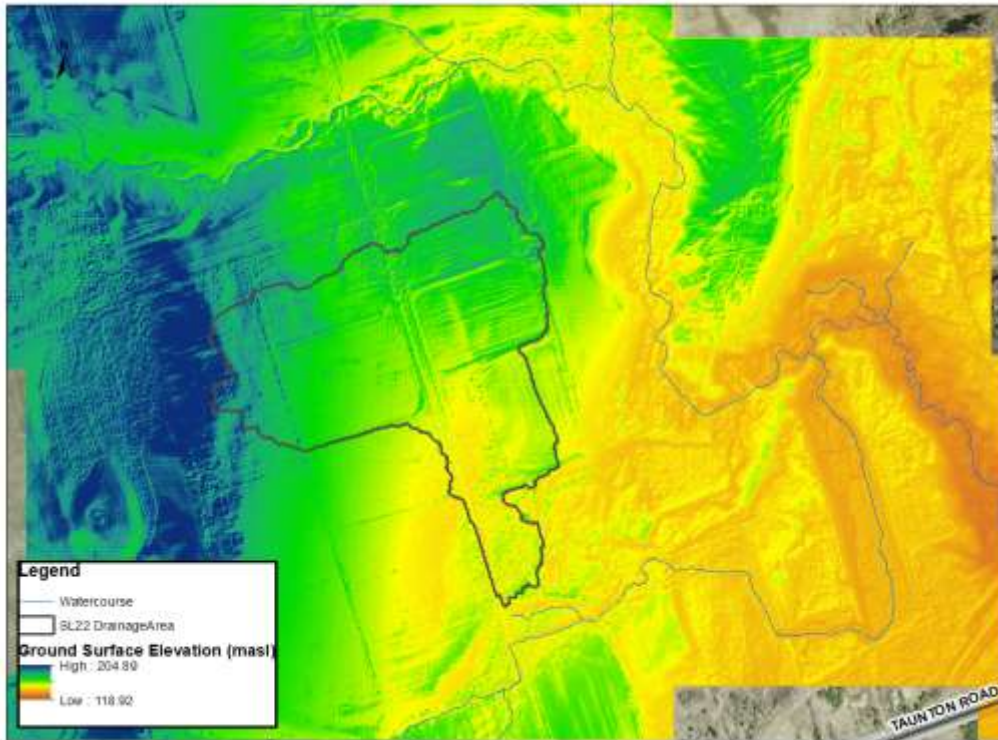 Legend
Watercourse
SL22 DrainageArea
Ground Surface Elevation (masl)
High : 204.89
Low : 118.92
TAUNTON ROAD